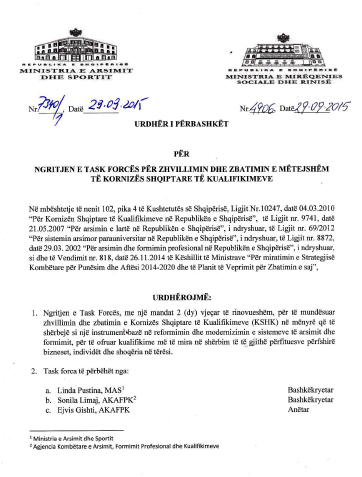 REPUBLIKA E SHQIPËRISË
MINISTRIA E ARSIMIT
DHE SPORTIT
REPUBLIKA E SHQIPËRISË
MINISTRIA E MIRËQENIES
SOCIALE DHE RINISË
Nr. 7340/1 Datë 29.09.2015
Nr. 4906 Datë 29.09.2015
URDHËR I PËRBASHKËT
PËR
NGRITJEN E TASK FORCËS PËR ZHVILLIMIN DHE ZBATIMIN E MËTEJSHËM
TË KORNIZËS SHQIPTARE TË KUALIFIKIMEVE
Në mbështetje të nenit 102, pika 4 të Kushtetutës së Shqipërisë, Ligjit Nr.10247, datë 04.03.2010
"Për Kornizën Shqiptare të Kualifikimeve në Republikën e Shqipërisë", të Ligjit nr. 9741, datë
21.05.2007 "Për arsimin e lartë në Republikën e Shqipërisë", i ndryshuar, të Ligjit nr. 69/2012
"Për sistemin arsimor parauniversitar në Republikën e Shqipërisë", i ndryshuar, të Ligjit nr. 8872,
datë 29.03. 2002 "Për arsimin dhe formimin profesional në Republikën e Shqipërisë", i ndryshuar,
si dhe të Vendimit nr. 818, datë 26.11.2014 të Këshillit të Ministrave "Për miratimin e Strategjisë
Kombëtare për Punësim dhe Aftësi 2014-2020 dhe të Planit të Veprimit për Zbatimin e saj",
URDHËROJMË:
1. Ngritjen e Task Forcës, me një mandat 2 (dy) vjeçar të rinovueshëm, për të mundësuar
zhvillimin dhe zbatimin e Kornizës Shqiptare të Kualifikimeve (KSHK) në mënyrë që të
shërbejë si një instrumentbazë në reformimin dhe modernizimin e sistemeve të arsimit dhe
formimit, për të ofruar kualifikime më të mira në shërbim të të gjithë përfituesve përfshirë
bizneset, individët dhe shoqëria në tërësi.
2. Task forca të përbëhet nga:
a. Linda Pustina, MAS¹ Bashkëkryetar
b. Sonila Limaj, AKAFPK² Bashkëkryetar
c. Ejvis Gishti, AKAFPK Anëtar
¹ Ministria e Arsimit dhe Sportit
² Agjencia Kombëtare e Arsimit, Formimit Profesional dhe Kualifikimeve